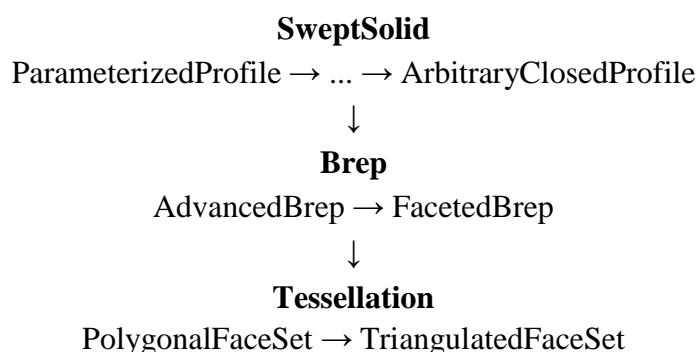 SweptSolid
ParameterizedProfile → ... → ArbitraryClosedProfile
↓
Brep
AdvancedBrep → FacetedBrep
↓
Tessellation
PolygonalFaceSet → TriangulatedFaceSet